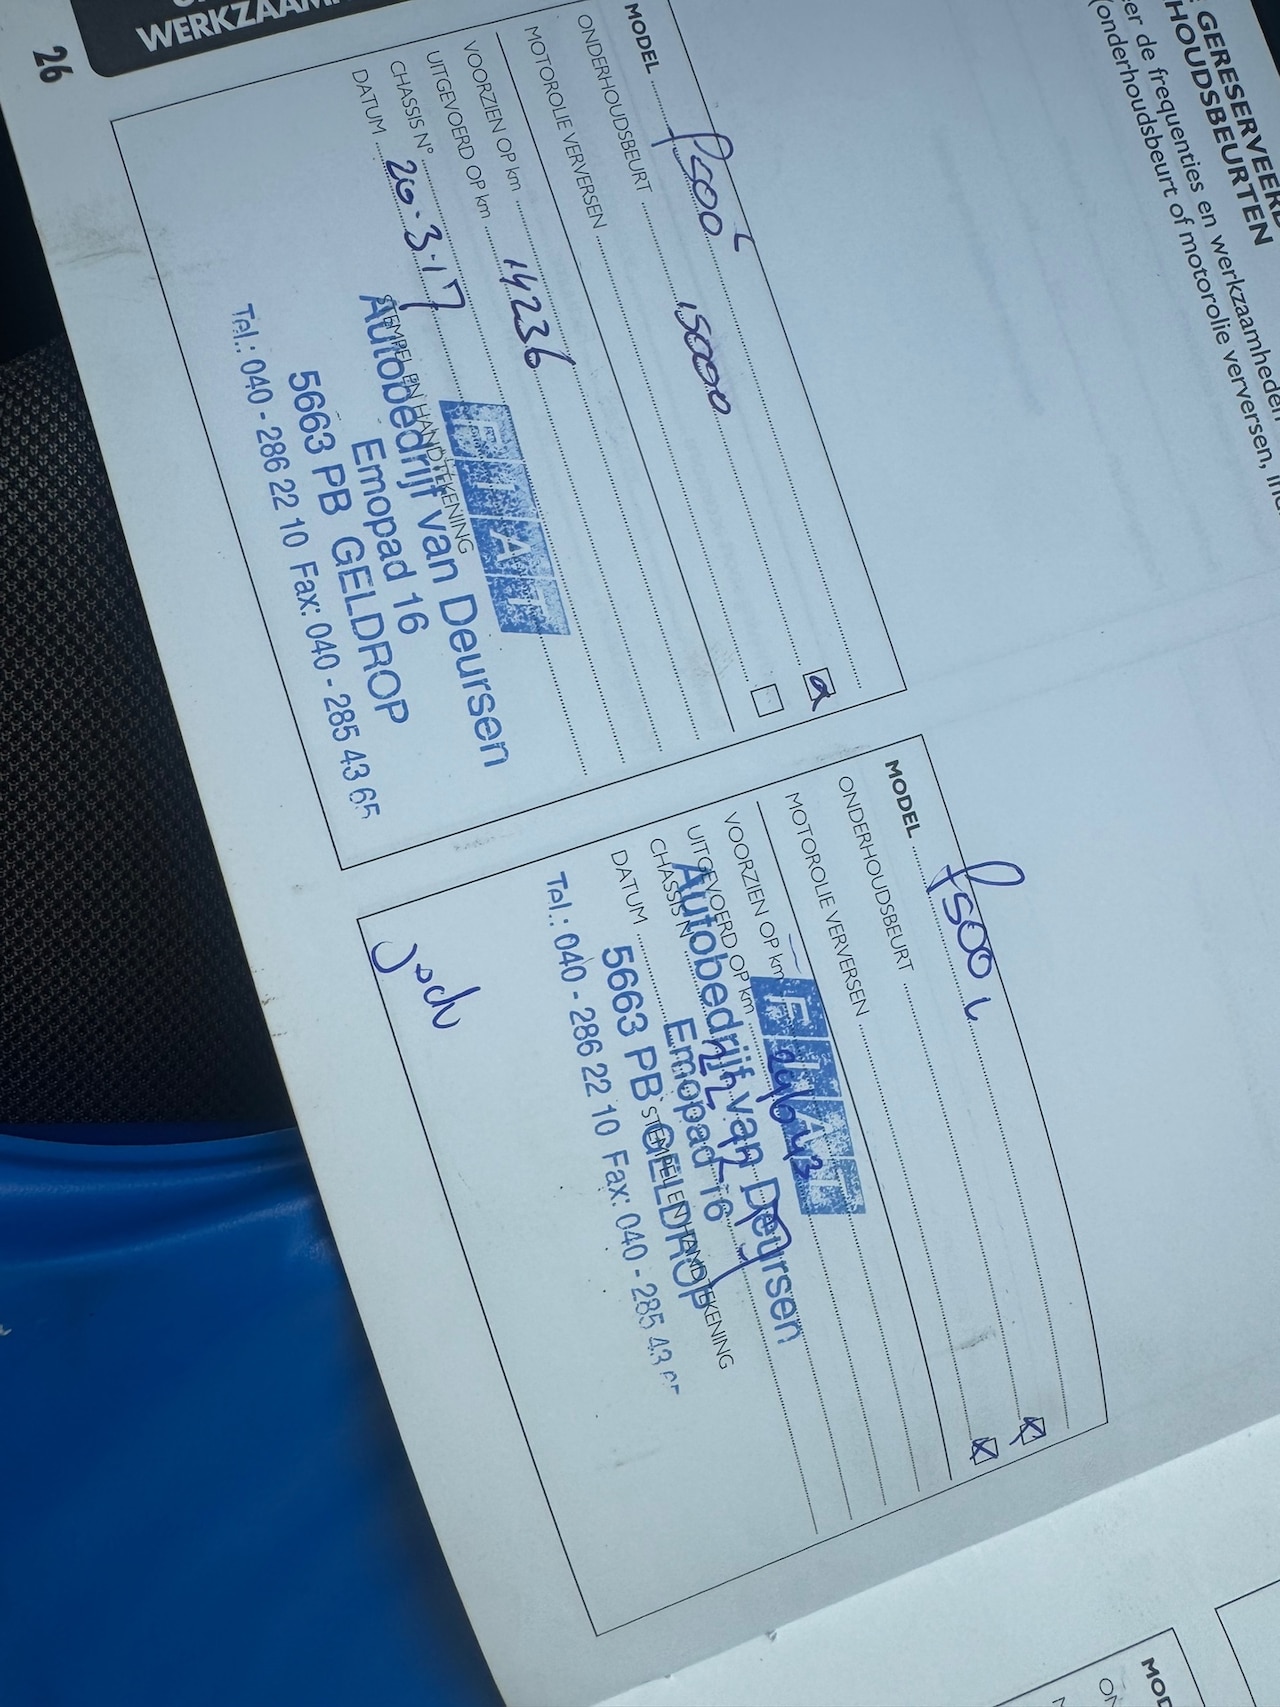 WERKZAAM
GERESERVEERD
HOUDSBEURTEN
er de frequenties en werkzaamheden
(onderhoudsbeurt of motorolie verversen,
MODEL f500 L
ONDERHOUDSBEURT 15000
MOTOROLIE VERVERSEN
VOORZIEN OP km
UITGEVOERD OP km 14236
CHASSIS N°
DATUM 20.3.17
STEMPEL EN HANDTEKENING
FIAT
Autobedrijf van Deursen
Emopad 16
5663 PB GELDROP
Tel.: 040 - 286 22 10 Fax: 040 - 285 43 65
MODEL f500 L
ONDERHOUDSBEURT
MOTOROLIE VERVERSEN
VOORZIEN OP km
UITGEVOERD OP km
CHASSIS N
DATUM
STEMPEL EN HANDTEKENING
FIAT
Autobedrijf van Deursen
Emopad 16
5663 PB GELDROP
Tel.: 040 - 286 22 10 Fax: 040 - 285 43
26